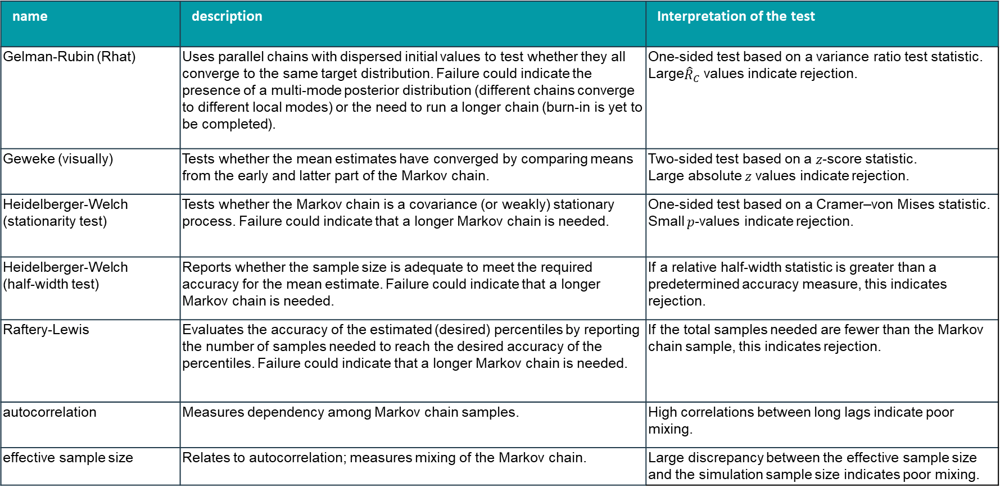 name description Interpretation of the test
Gelman-Rubin (Rhat)
Uses parallel chains with dispersed initial values to test whether they all
converge to the same target distribution. Failure could indicate the
presence of a multi-mode posterior distribution (different chains converge
to different local modes) or the need to run a longer chain (burn-in is yet to
be completed).
One-sided test based on a variance ratio test statistic.
Large R̂_C values indicate rejection.
Geweke (visually)
Tests whether the mean estimates have converged by comparing means
from the early and latter part of the Markov chain.
Two-sided test based on a z-score statistic.
Large absolute z values indicate rejection.
Heidelberger-Welch
(stationarity test)
Tests whether the Markov chain is a covariance (or weakly) stationary
process. Failure could indicate that a longer Markov chain is needed.
One-sided test based on a Cramer–von Mises statistic.
Small p-values indicate rejection.
Heidelberger-Welch
(half-width test)
Reports whether the sample size is adequate to meet the required
accuracy for the mean estimate. Failure could indicate that a longer
Markov chain is needed.
If a relative half-width statistic is greater than a
predetermined accuracy measure, this indicates
rejection.
Raftery-Lewis
Evaluates the accuracy of the estimated (desired) percentiles by reporting
the number of samples needed to reach the desired accuracy of the
percentiles. Failure could indicate that a longer Markov chain is needed.
If the total samples needed are fewer than the Markov
chain sample, this indicates rejection.
autocorrelation
Measures dependency among Markov chain samples.
High correlations between long lags indicate poor
mixing.
effective sample size
Relates to autocorrelation; measures mixing of the Markov chain.
Large discrepancy between the effective sample size
and the simulation sample size indicates poor mixing.